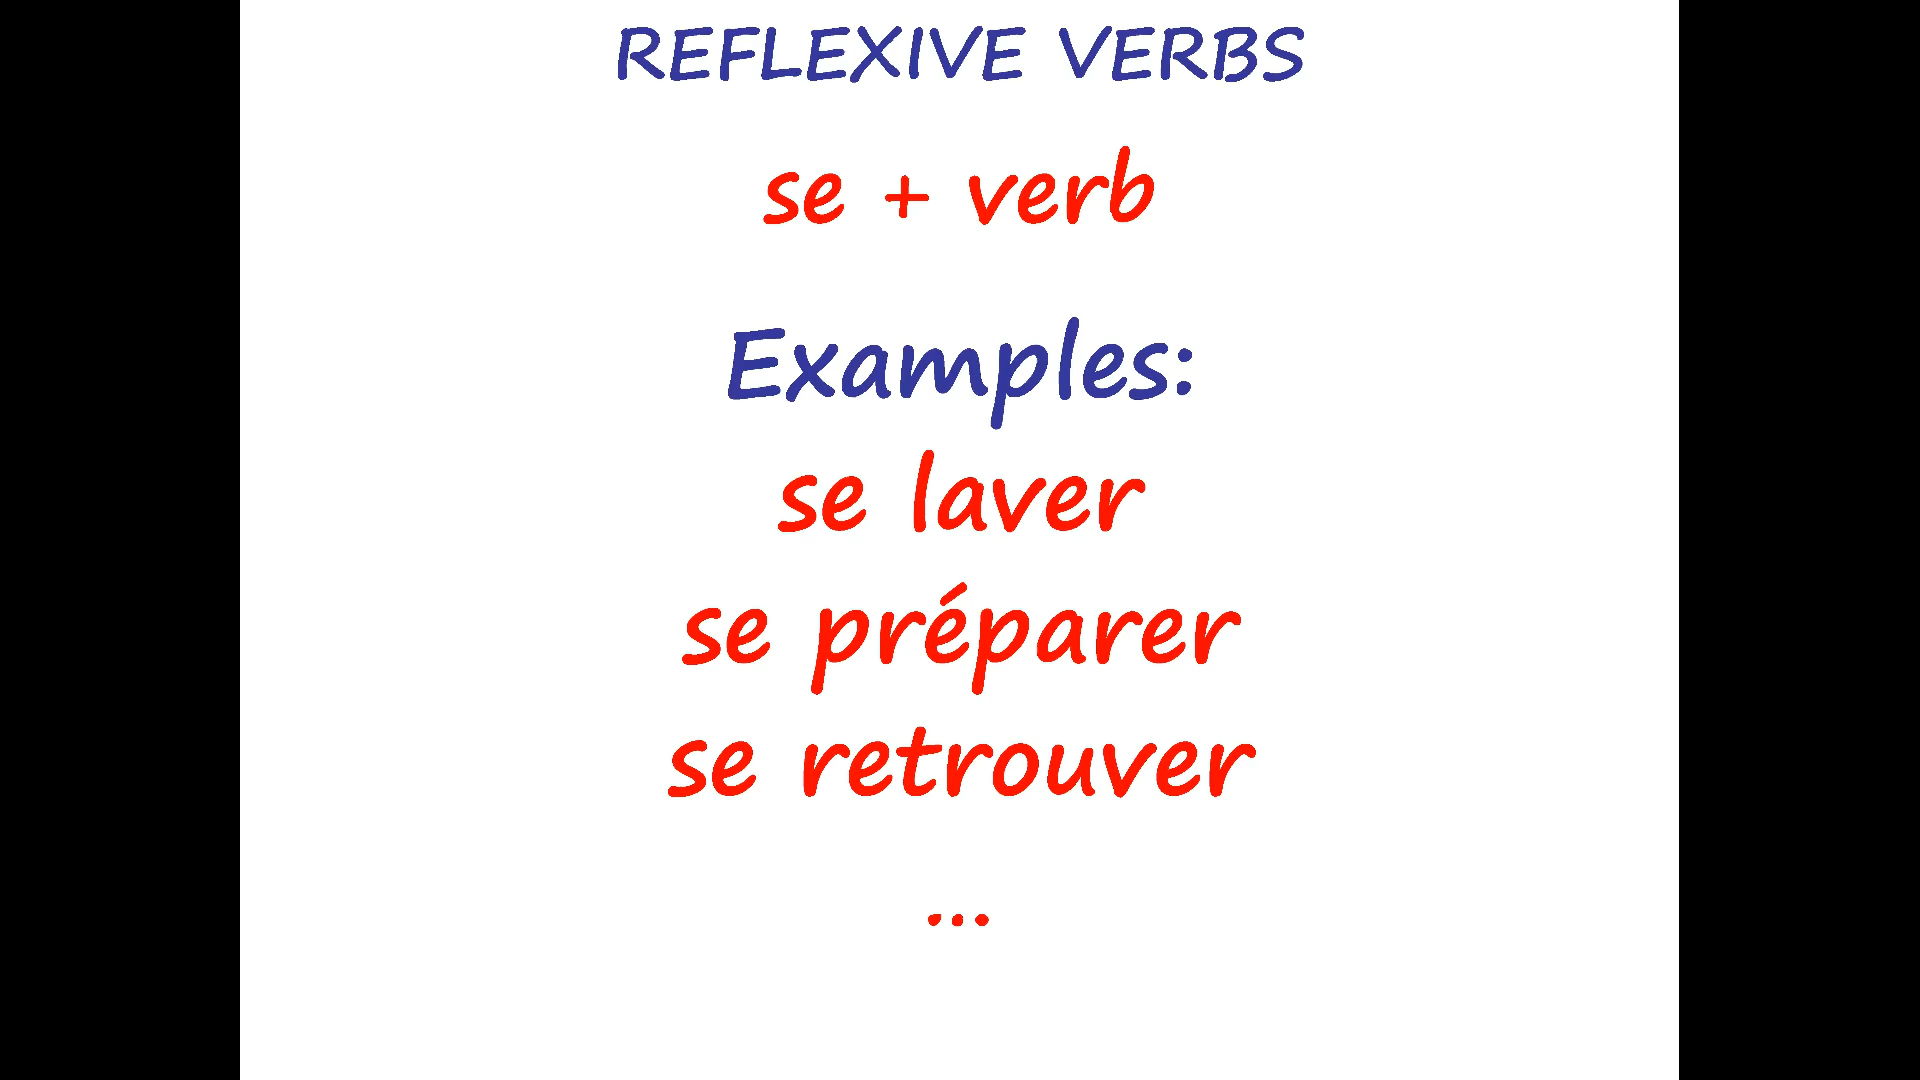 REFLEXIVE VERBS
se + verb
Examples:
se laver
se préparer
se retrouver
...